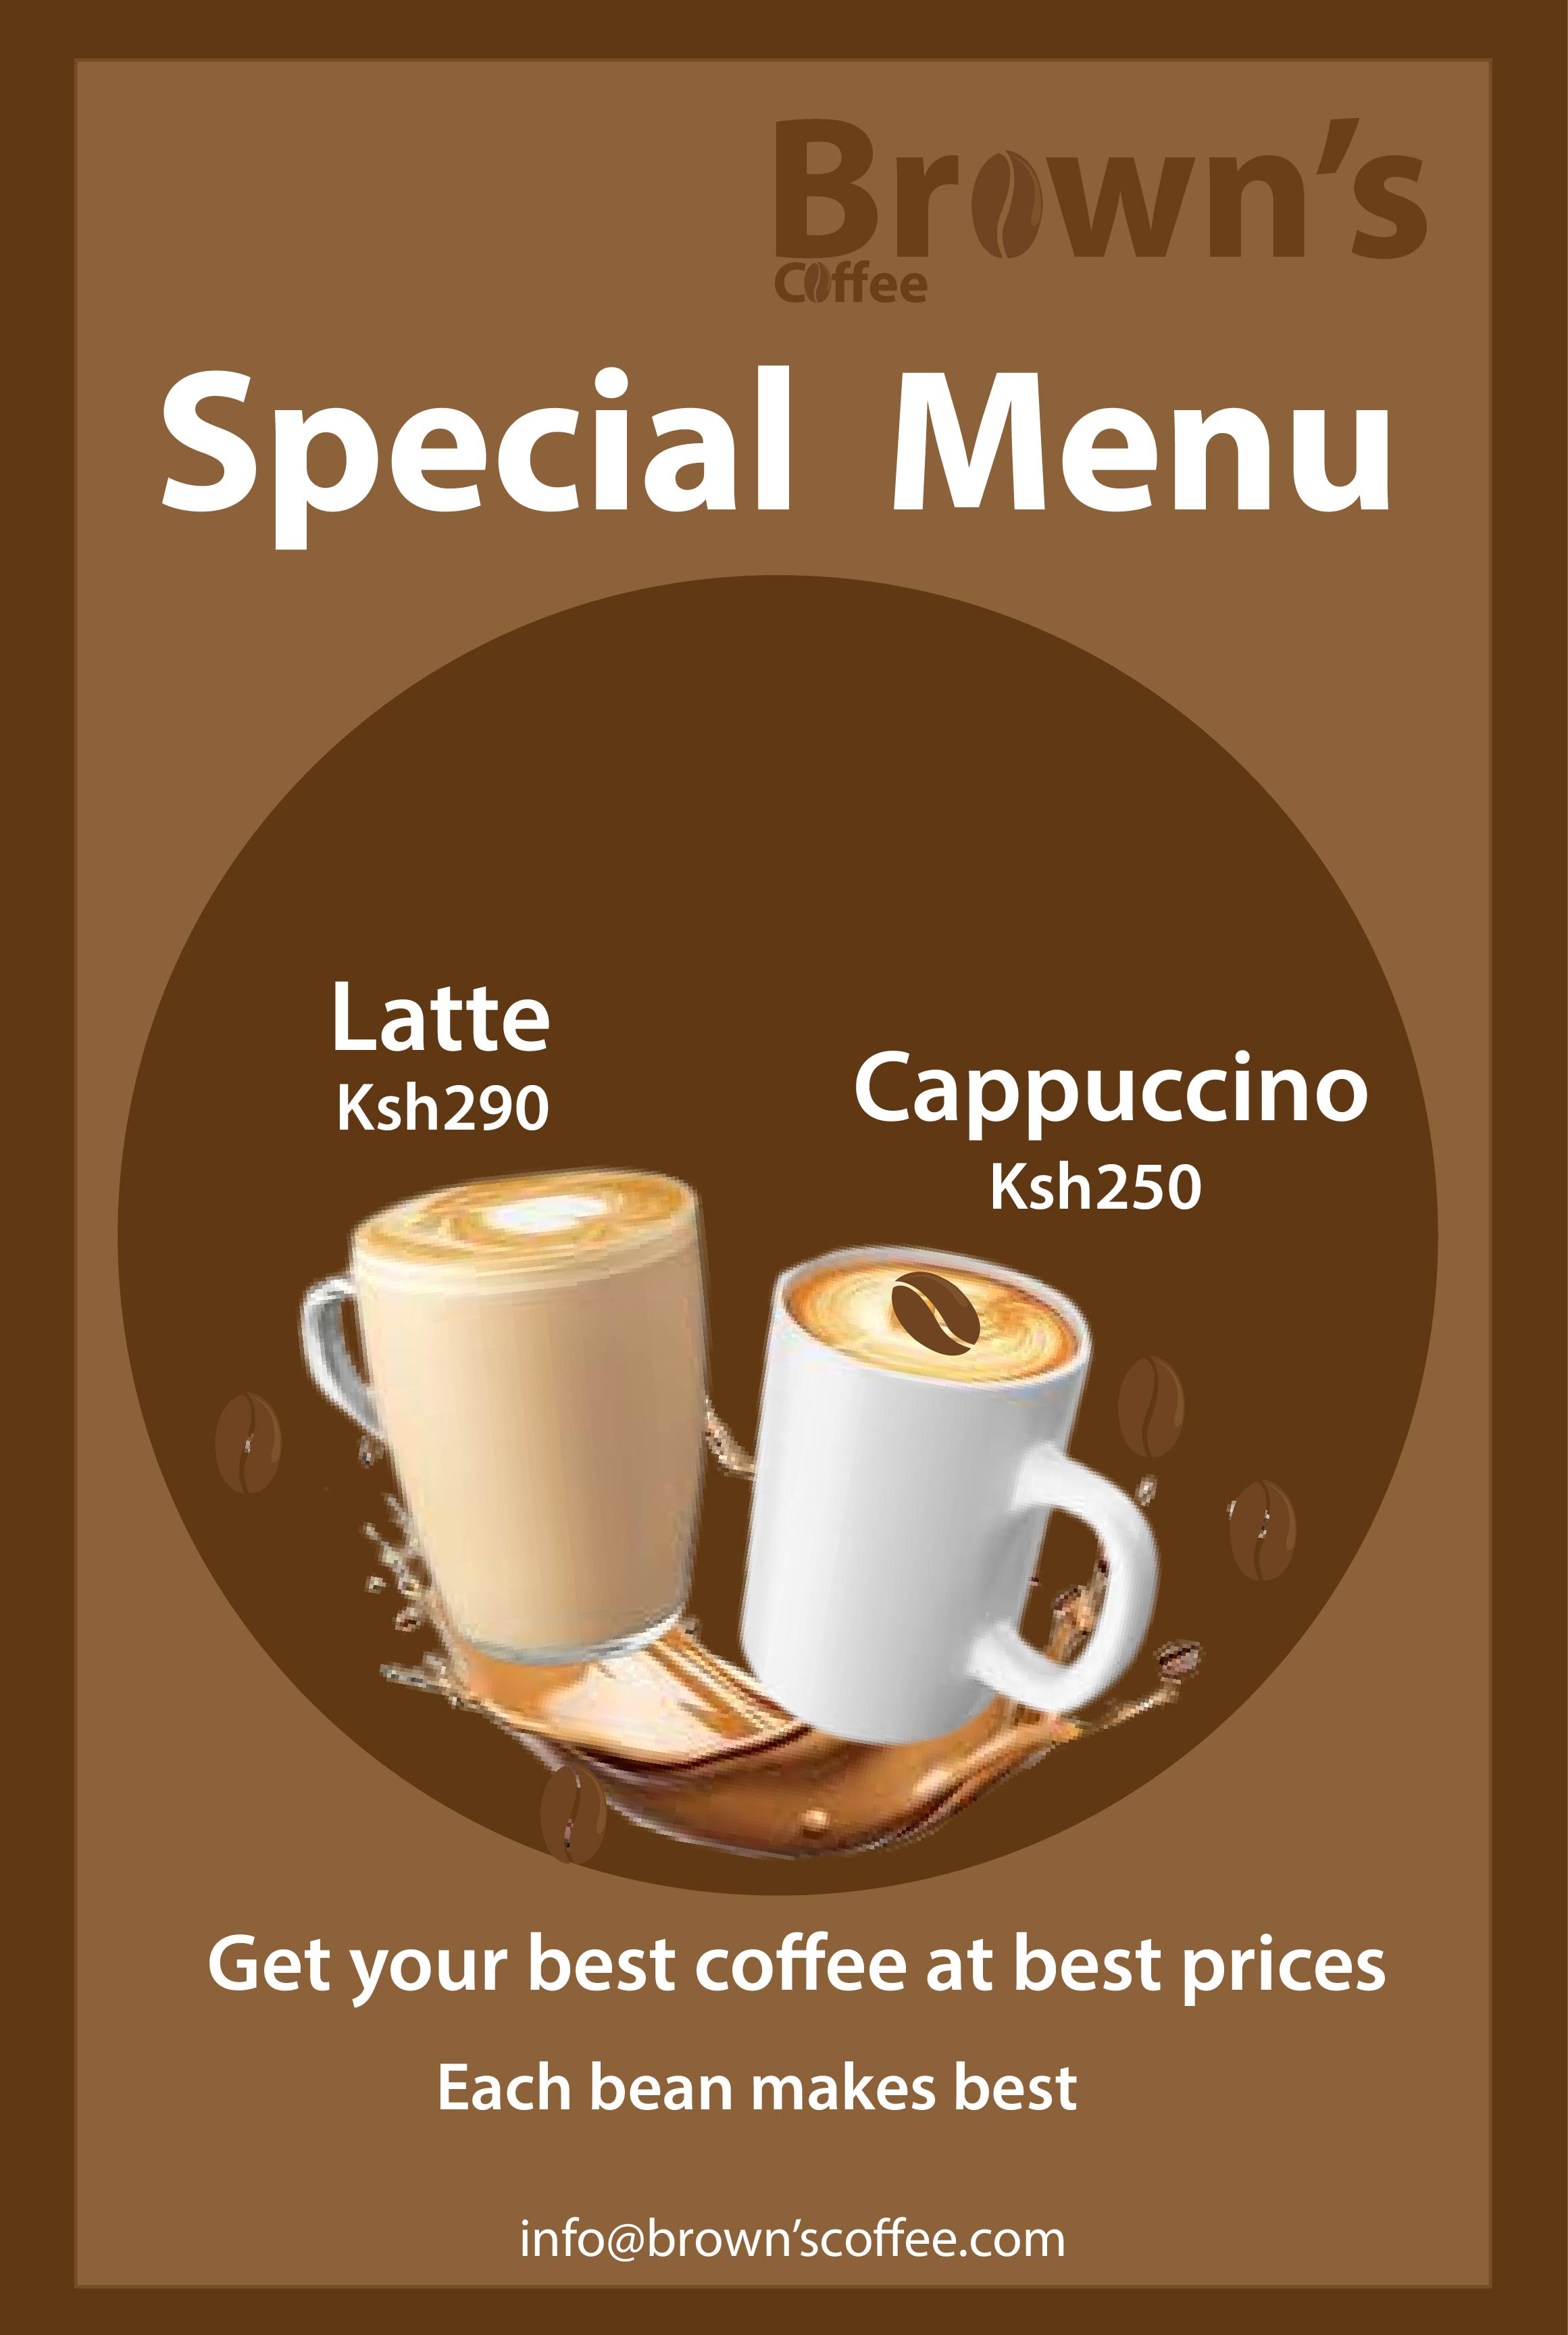 Brown’s
Coffee
Special Menu
Latte
Ksh290
Cappuccino
Ksh250
Get your best coffee at best prices
Each bean makes best
info@brown’scoffee.com